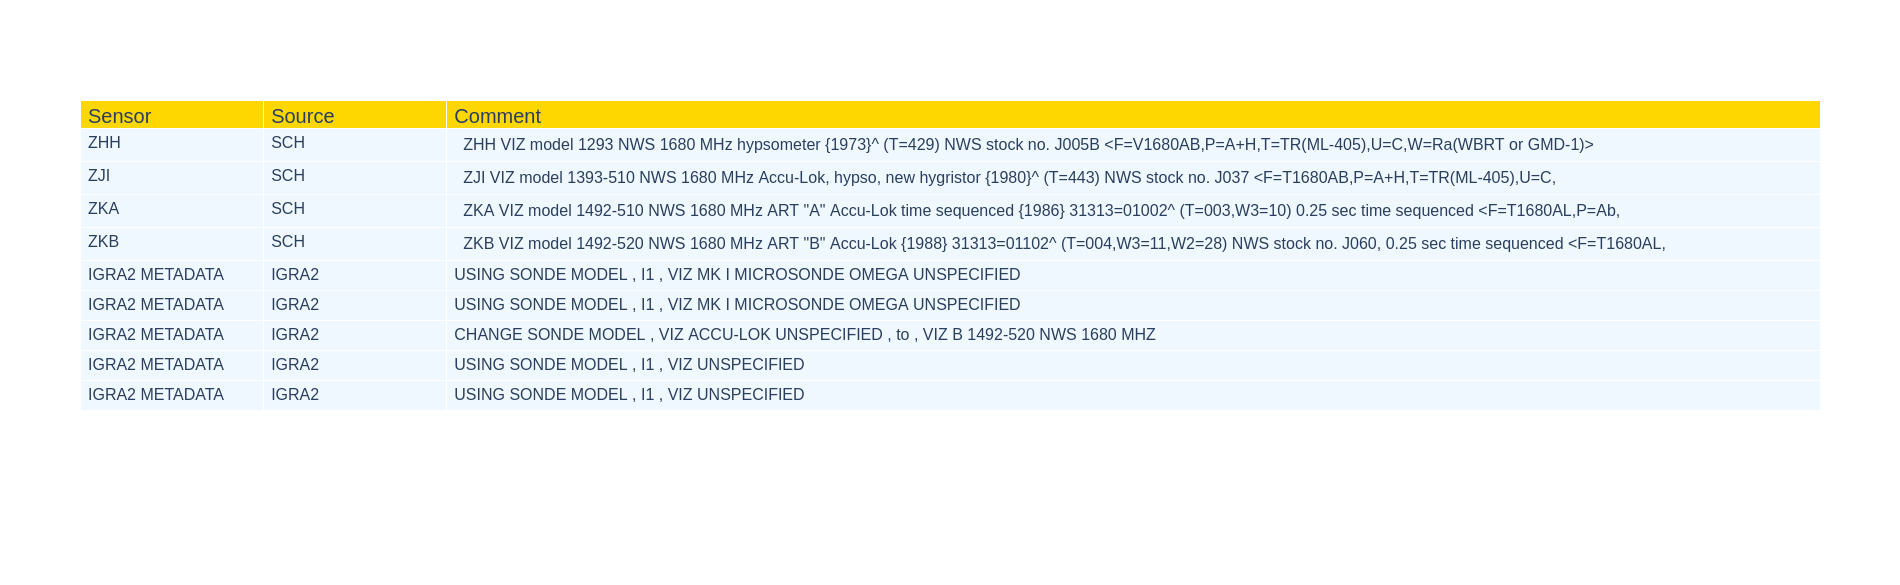 Sensor Source Comment
ZHH SCH ZHH VIZ model 1293 NWS 1680 MHz hypsometer {1973}^ (T=429) NWS stock no. J005B <F=V1680AB,P=A+H,T=TR(ML-405),U=C,W=Ra(WBRT or GMD-1)>
ZJI SCH ZJI VIZ model 1393-510 NWS 1680 MHz Accu-Lok, hypso, new hygristor {1980}^ (T=443) NWS stock no. J037 <F=T1680AB,P=A+H,T=TR(ML-405),U=C,
ZKA SCH ZKA VIZ model 1492-510 NWS 1680 MHz ART "A" Accu-Lok time sequenced {1986} 31313=01002^ (T=003,W3=10) 0.25 sec time sequenced <F=T1680AL,P=Ab,
ZKB SCH ZKB VIZ model 1492-520 NWS 1680 MHz ART "B" Accu-Lok {1988} 31313=01102^ (T=004,W3=11,W2=28) NWS stock no. J060, 0.25 sec time sequenced <F=T1680AL,
IGRA2 METADATA IGRA2 USING SONDE MODEL , I1 , VIZ MK I MICROSONDE OMEGA UNSPECIFIED
IGRA2 METADATA IGRA2 USING SONDE MODEL , I1 , VIZ MK I MICROSONDE OMEGA UNSPECIFIED
IGRA2 METADATA IGRA2 CHANGE SONDE MODEL , VIZ ACCU-LOK UNSPECIFIED , to , VIZ B 1492-520 NWS 1680 MHZ
IGRA2 METADATA IGRA2 USING SONDE MODEL , I1 , VIZ UNSPECIFIED
IGRA2 METADATA IGRA2 USING SONDE MODEL , I1 , VIZ UNSPECIFIED